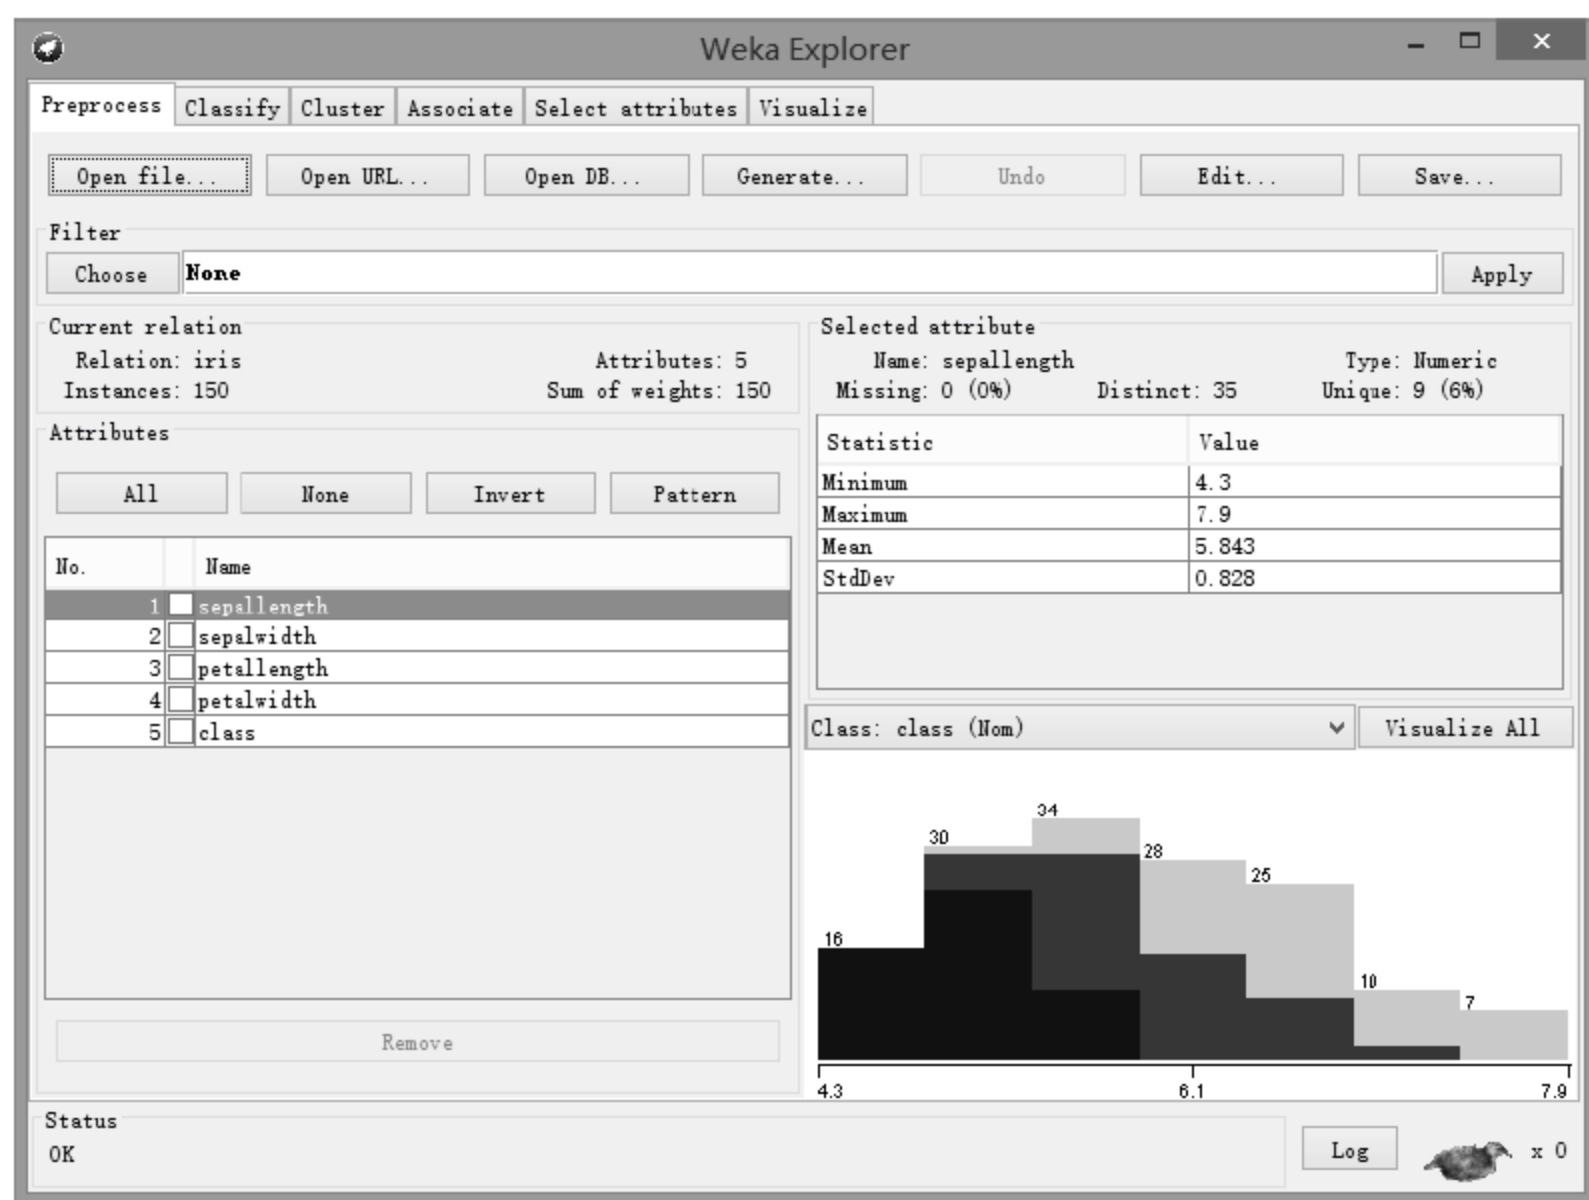 Weka Explorer
Preprocess Classify Cluster Associate Select attributes Visualize
Open file... Open URL... Open DB... Generate... Undo Edit... Save...
Filter
Choose None Apply
Current relation
Relation: iris Attributes: 5
Instances: 150 Sum of weights: 150
Attributes
All None Invert Pattern
No. Name
1 sepallength
2 sepalwidth
3 petallength
4 petalwidth
5 class
Remove
Selected attribute
Name: sepallength Type: Numeric
Missing: 0 (0%) Distinct: 35 Unique: 9 (6%)
Statistic Value
Minimum 4.3
Maximum 7.9
Mean 5.843
StdDev 0.828
Class: class (Nom) Visualize All
16 30 34 28 25 10 7
4.3 6.1 7.9
Status
OK
Log x 0